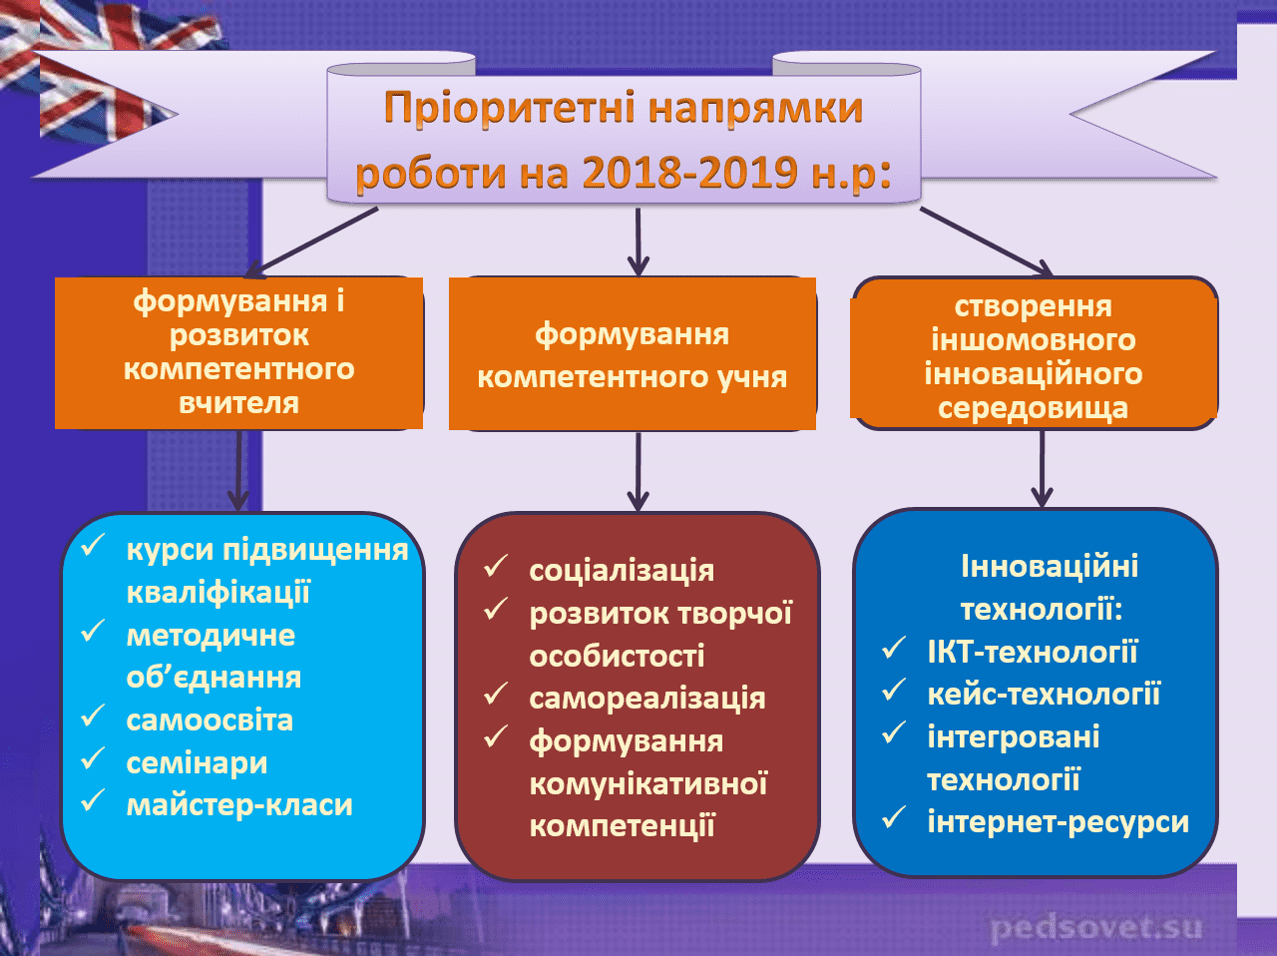 Пріоритетні напрямки
роботи на 2018-2019 н.р:
формування і
розвиток
компетентного
вчителя
формування
компетентного учня
створення
іншомовного
інноваційного
середовища
✓ курси підвищення
кваліфікації
✓ методичне
об’єднання
✓ самоосвіта
✓ семінари
✓ майстер-класи
✓ соціалізація
✓ розвиток творчої
особистості
✓ самореалізація
✓ формування
комунікативної
компетенції
Інноваційні
технології:
✓ ІКТ-технології
✓ кейс-технології
✓ інтегровані
технології
✓ інтернет-ресурси
pedsovet.su